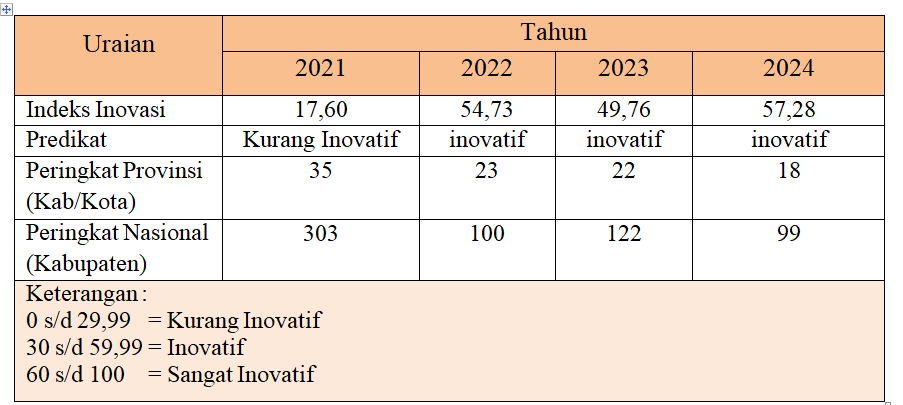 Uraian
Tahun
2021 2022 2023 2024
Indeks Inovasi 17,60 54,73 49,76 57,28
Predikat Kurang Inovatif inovatif inovatif inovatif
Peringkat Provinsi 35 23 22 18
(Kab/Kota)
Peringkat Nasional 303 100 122 99
(Kabupaten)
Keterangan :
0 s/d 29,99 = Kurang Inovatif
30 s/d 59,99 = Inovatif
60 s/d 100 = Sangat Inovatif